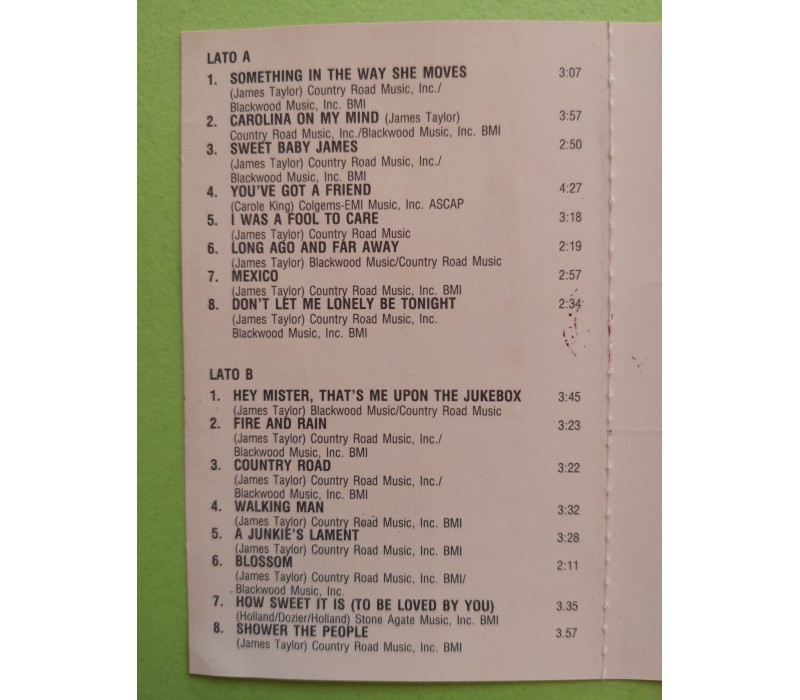 LATO A
1. SOMETHING IN THE WAY SHE MOVES 3:07
(James Taylor) Country Road Music, Inc./
Blackwood Music, Inc. BMI
2. CAROLINA ON MY MIND (James Taylor) 3:57
Country Road Music, Inc./Blackwood Music, Inc. BMI
3. SWEET BABY JAMES 2:50
(James Taylor) Country Road Music, Inc./
Blackwood Music, Inc. BMI
4. YOU'VE GOT A FRIEND 4:27
(Carole King) Colgems-EMI Music, Inc. ASCAP
5. I WAS A FOOL TO CARE 3:18
(James Taylor) Country Road Music
6. LONG AGO AND FAR AWAY 2:19
(James Taylor) Blackwood Music/Country Road Music
7. MEXICO 2:57
(James Taylor) Country Road Music, Inc. BMI
8. DON'T LET ME LONELY BE TONIGHT 2:34
(James Taylor) Country Road Music, Inc.
Blackwood Music, Inc. BMI
LATO B
1. HEY MISTER, THAT'S ME UPON THE JUKEBOX 3:45
(James Taylor) Blackwood Music/Country Road Music
2. FIRE AND RAIN 3:23
(James Taylor) Country Road Music, Inc./
Blackwood Music, Inc. BMI
3. COUNTRY ROAD 3:22
(James Taylor) Country Road Music, Inc./
Blackwood Music, Inc. BMI
4. WALKING MAN 3:32
(James Taylor) Country Road Music, Inc. BMI
5. A JUNKIE'S LAMENT 3:28
(James Taylor) Country Road Music, Inc. BMI
6. BLOSSOM 2:11
(James Taylor) Country Road Music, Inc. BMI/
Blackwood Music, Inc.
7. HOW SWEET IT IS (TO BE LOVED BY YOU) 3.35
(Holland/Dozier/Holland) Stone Agate Music, Inc. BMI
8. SHOWER THE PEOPLE 3.57
(James Taylor) Country Road Music, Inc. BMI